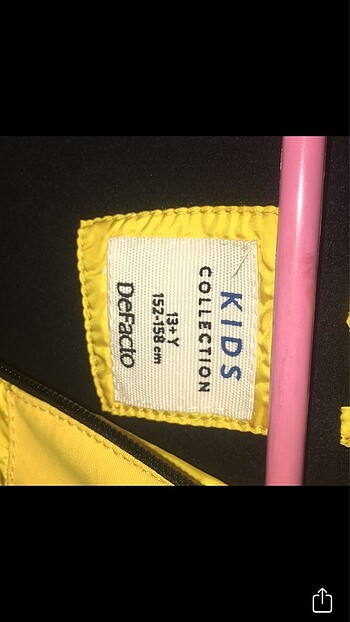 KIDS
COLLECTION
13+ Y
152-158 cm
DeFacto